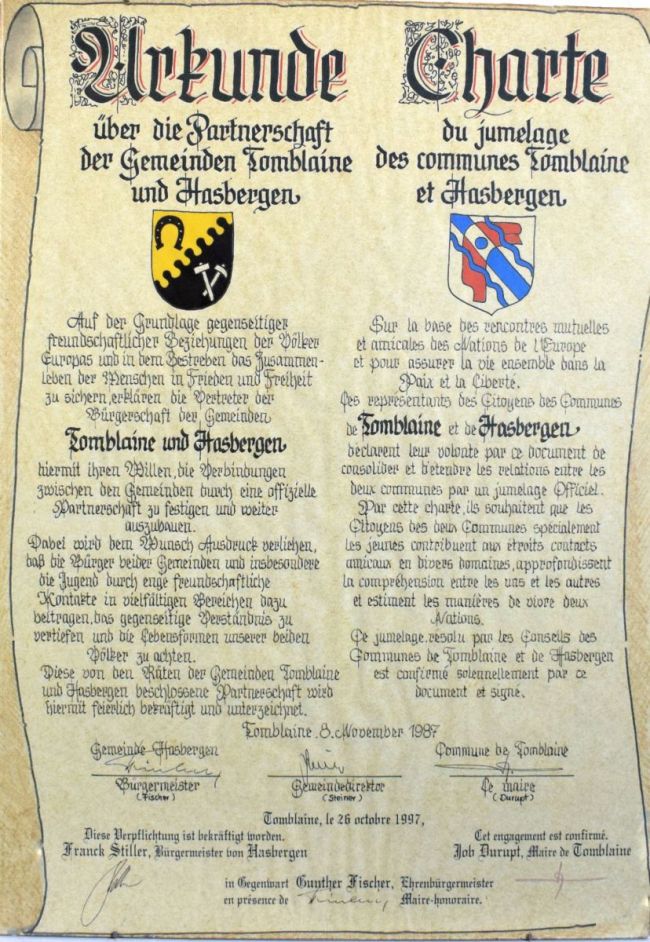 Urkunde
über die Partnerschaft
der Gemeinden Tomblaine
und Hasbergen
Auf der Grundlage gegenseitiger
freundschaftlicher Beziehungen der Völker
Europas und in dem Bestreben das Zusammen-
leben der Menschen in Frieden und Freiheit
zu sichern, erklären die Vertreter der
Bürgerschaft der Gemeinden
Tomblaine und Hasbergen
hiermit ihren Willen, die Verbindungen
zwischen den Gemeinden durch eine offizielle
Partnerschaft zu festigen und weiter
auszubauen.
Dabei wird dem Wunsch Ausdruck verliehen,
daß die Bürger beider Gemeinden und insbesondere
die Jugend durch enge freundschaftliche
Kontakte in vielfältigen Bereichen dazu
beitragen, das gegenseitige Verständnis zu
vertiefen und die Lebensformen unserer beiden
Völker zu achten.
Diese von den Räten der Gemeinden Tomblaine
und Hasbergen beschlossene Partnerschaft wird
hiermit feierlich bekräftigt und unterzeichnet.
Charte
du jumelage
des communes Tomblaine
et Hasbergen
Sur la base des rencontres mutuelles
et amicales des Nations de l'Europe
et pour assurer la vie ensemble dans la
Paix et la Liberté.
Les représentants des Citoyens des Communes
de Tomblaine et de Hasbergen
déclarent leur volonté par ce document de
consolider et d'étendre les relations entre les
deux communes par un jumelage Officiel.
Par cette charte, ils souhaitent que les
Citoyens des deux Communes spécialement
les jeunes contribuent aux étroits contacts
amicaux en divers domaines, approfondissent
la compréhension entre les uns et les autres
et estiment les manières de vivre deux
Nations.
Ce jumelage, résolu par les Conseils des
Communes de Tomblaine et de Hasbergen
est confirmé solennellement par ce
document et signé.
Tomblaine, 8. November 1987
Gemeinde Hasbergen
Commune de Tomblaine
Bürgermeister
(Fischer)
Gemeindedirektor
(Steiner)
Le maire
(Durupt)
Tomblaine, le 26 octobre 1997,
Diese Verpflichtung ist bekräftigt worden.
Franck Stiller, Bürgermeister von Hasbergen
Cet engagement est confirmé.
Job Durupt, Maire de Tomblaine
in Gegenwart Gunther Fischer, Ehrenbürgermeister
en présence de Maire-honoraire.